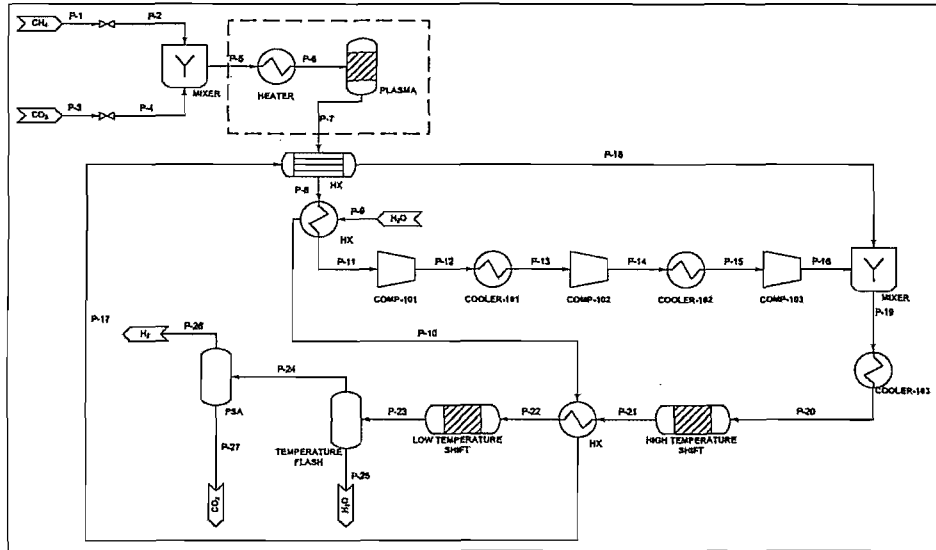 CH₄
P-1
P-2
MIXER
P-5
HEATER
P-6
PLASMA
CO₂
P-3
P-4
P-7
HX
P-18
P-8
P-9
H₂O
HX
P-11
COMP-101
P-12
COOLER-101
P-13
COMP-102
P-14
COOLER-102
P-15
COMP-103
P-16
MIXER
P-17
P-10
P-19
COOLER-103
H₂
P-26
PSA
P-24
P-27
TEMPERATURE
FLASH
P-23
LOW TEMPERATURE
SHIFT
P-22
HX
P-21
HIGH TEMPERATURE
SHIFT
P-20
P-25
CO₂
H₂O